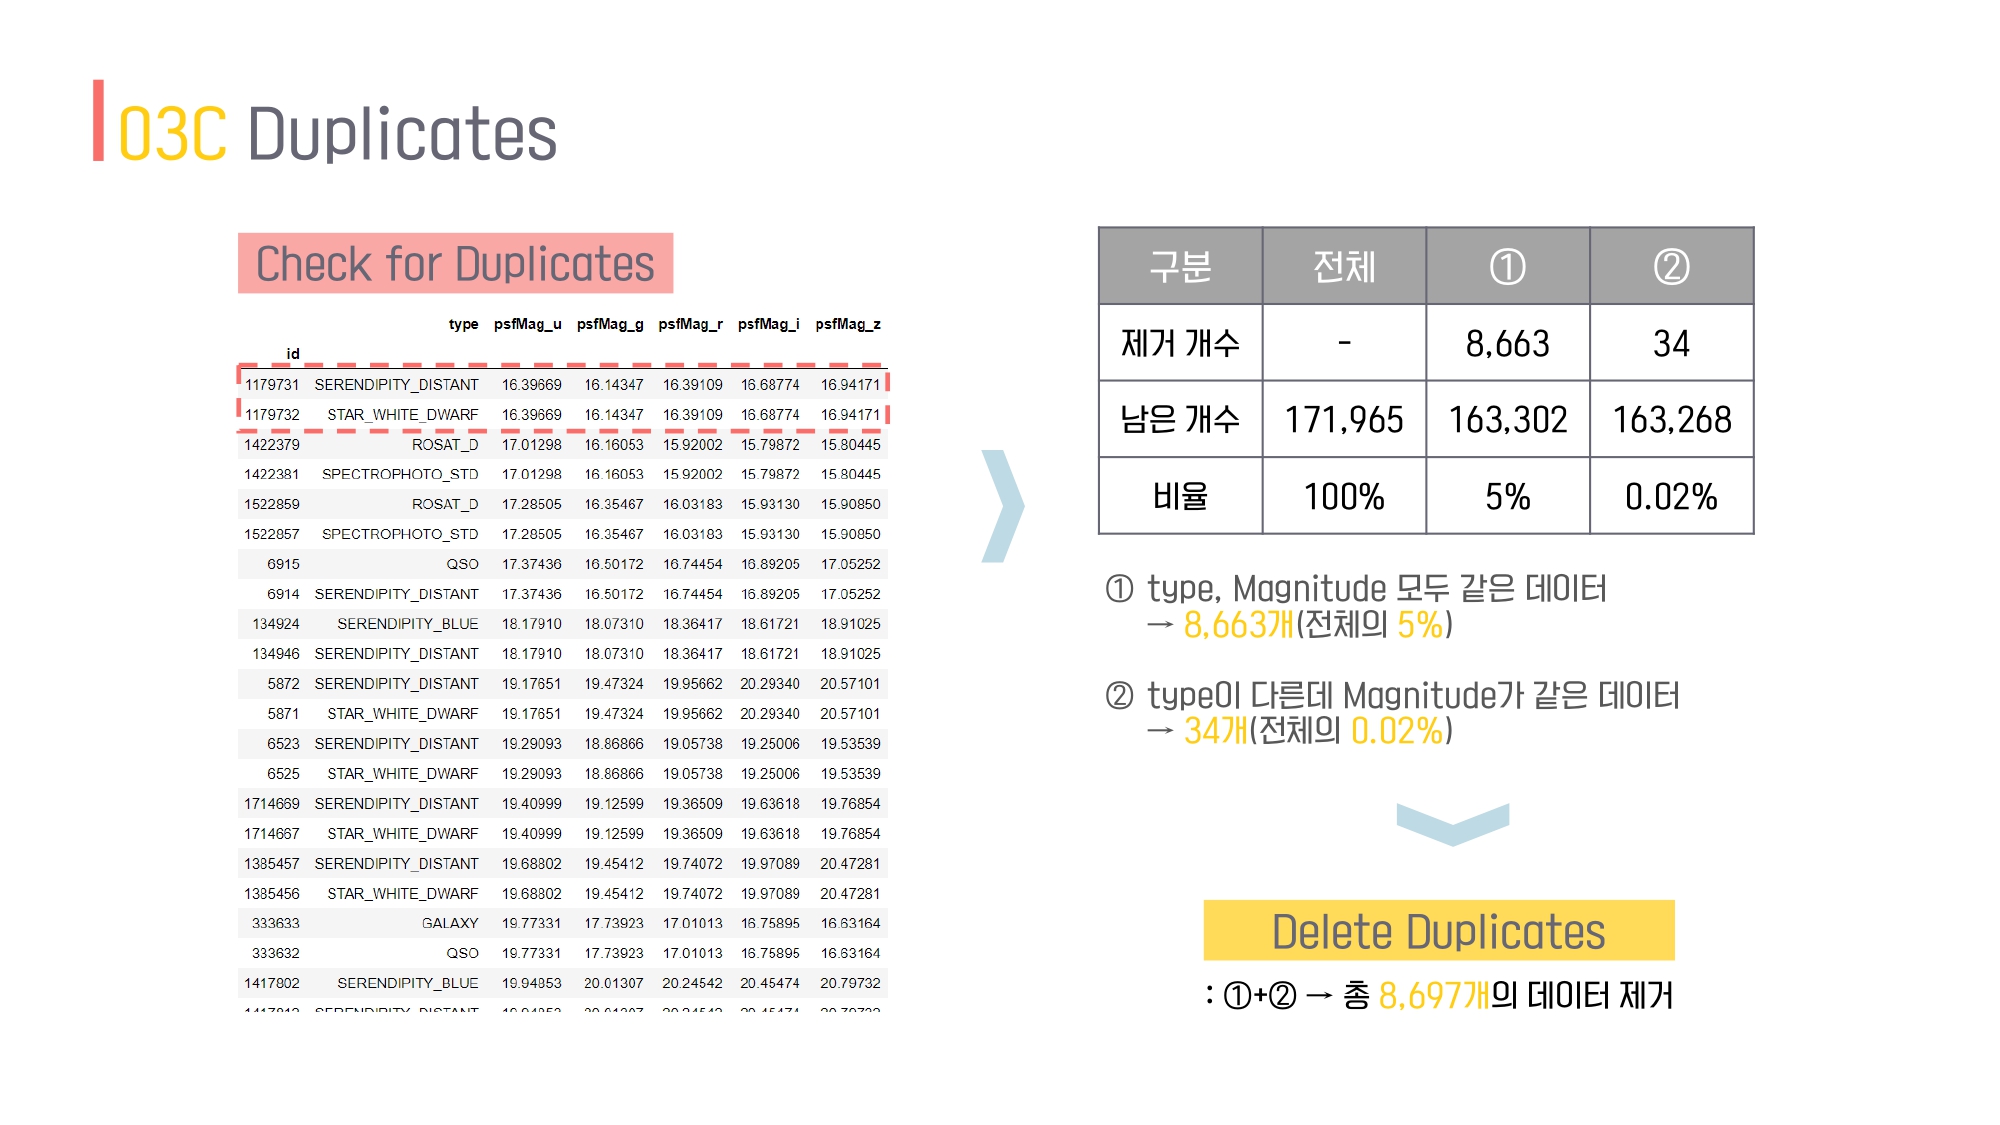 03C Duplicates
Check for Duplicates
type psfMag_u psfMag_g psfMag_r psfMag_i psfMag_z
id
1179731 SERENDIPITY_DISTANT 16.39669 16.14347 16.39109 16.68774 16.94171
1179732 STAR_WHITE_DWARF 16.39669 16.14347 16.39109 16.68774 16.94171
1422379 ROSAT_D 17.01298 16.16053 15.92002 15.79872 15.80445
1422381 SPECTROPHOTO_STD 17.01298 16.16053 15.92002 15.79872 15.80445
1522859 ROSAT_D 17.28505 16.35467 16.03183 15.93130 15.90850
1522857 SPECTROPHOTO_STD 17.28505 16.35467 16.03183 15.93130 15.90850
6915 QSO 17.37436 16.50172 16.74454 16.89205 17.05252
6914 SERENDIPITY_DISTANT 17.37436 16.50172 16.74454 16.89205 17.05252
134924 SERENDIPITY_BLUE 18.17910 18.07310 18.36417 18.61721 18.91025
134946 SERENDIPITY_DISTANT 18.17910 18.07310 18.36417 18.61721 18.91025
5872 SERENDIPITY_DISTANT 19.17651 19.47324 19.95662 20.29340 20.57101
5871 STAR_WHITE_DWARF 19.17651 19.47324 19.95662 20.29340 20.57101
6523 SERENDIPITY_DISTANT 19.29093 18.86866 19.05738 19.25006 19.53539
6525 STAR_WHITE_DWARF 19.29093 18.86866 19.05738 19.25006 19.53539
1714669 SERENDIPITY_DISTANT 19.40999 19.12599 19.36509 19.63618 19.76854
1714667 STAR_WHITE_DWARF 19.40999 19.12599 19.36509 19.63618 19.76854
1385457 SERENDIPITY_DISTANT 19.68802 19.45412 19.74072 19.97089 20.47281
1385456 STAR_WHITE_DWARF 19.68802 19.45412 19.74072 19.97089 20.47281
333633 GALAXY 19.77331 17.73923 17.01013 16.75895 16.63164
333632 QSO 19.77331 17.73923 17.01013 16.75895 16.63164
1417802 SERENDIPITY_BLUE 19.94853 20.01307 20.24542 20.45474 20.79732
구분 전체 ① ②
제거 개수 - 8,663 34
남은 개수 171,965 163,302 163,268
비율 100% 5% 0.02%
① type, Magnitude 모두 같은 데이터
→ 8,663개(전체의 5%)
② type이 다른데 Magnitude가 같은 데이터
→ 34개(전체의 0.02%)
Delete Duplicates
: ①+② → 총 8,697개의 데이터 제거